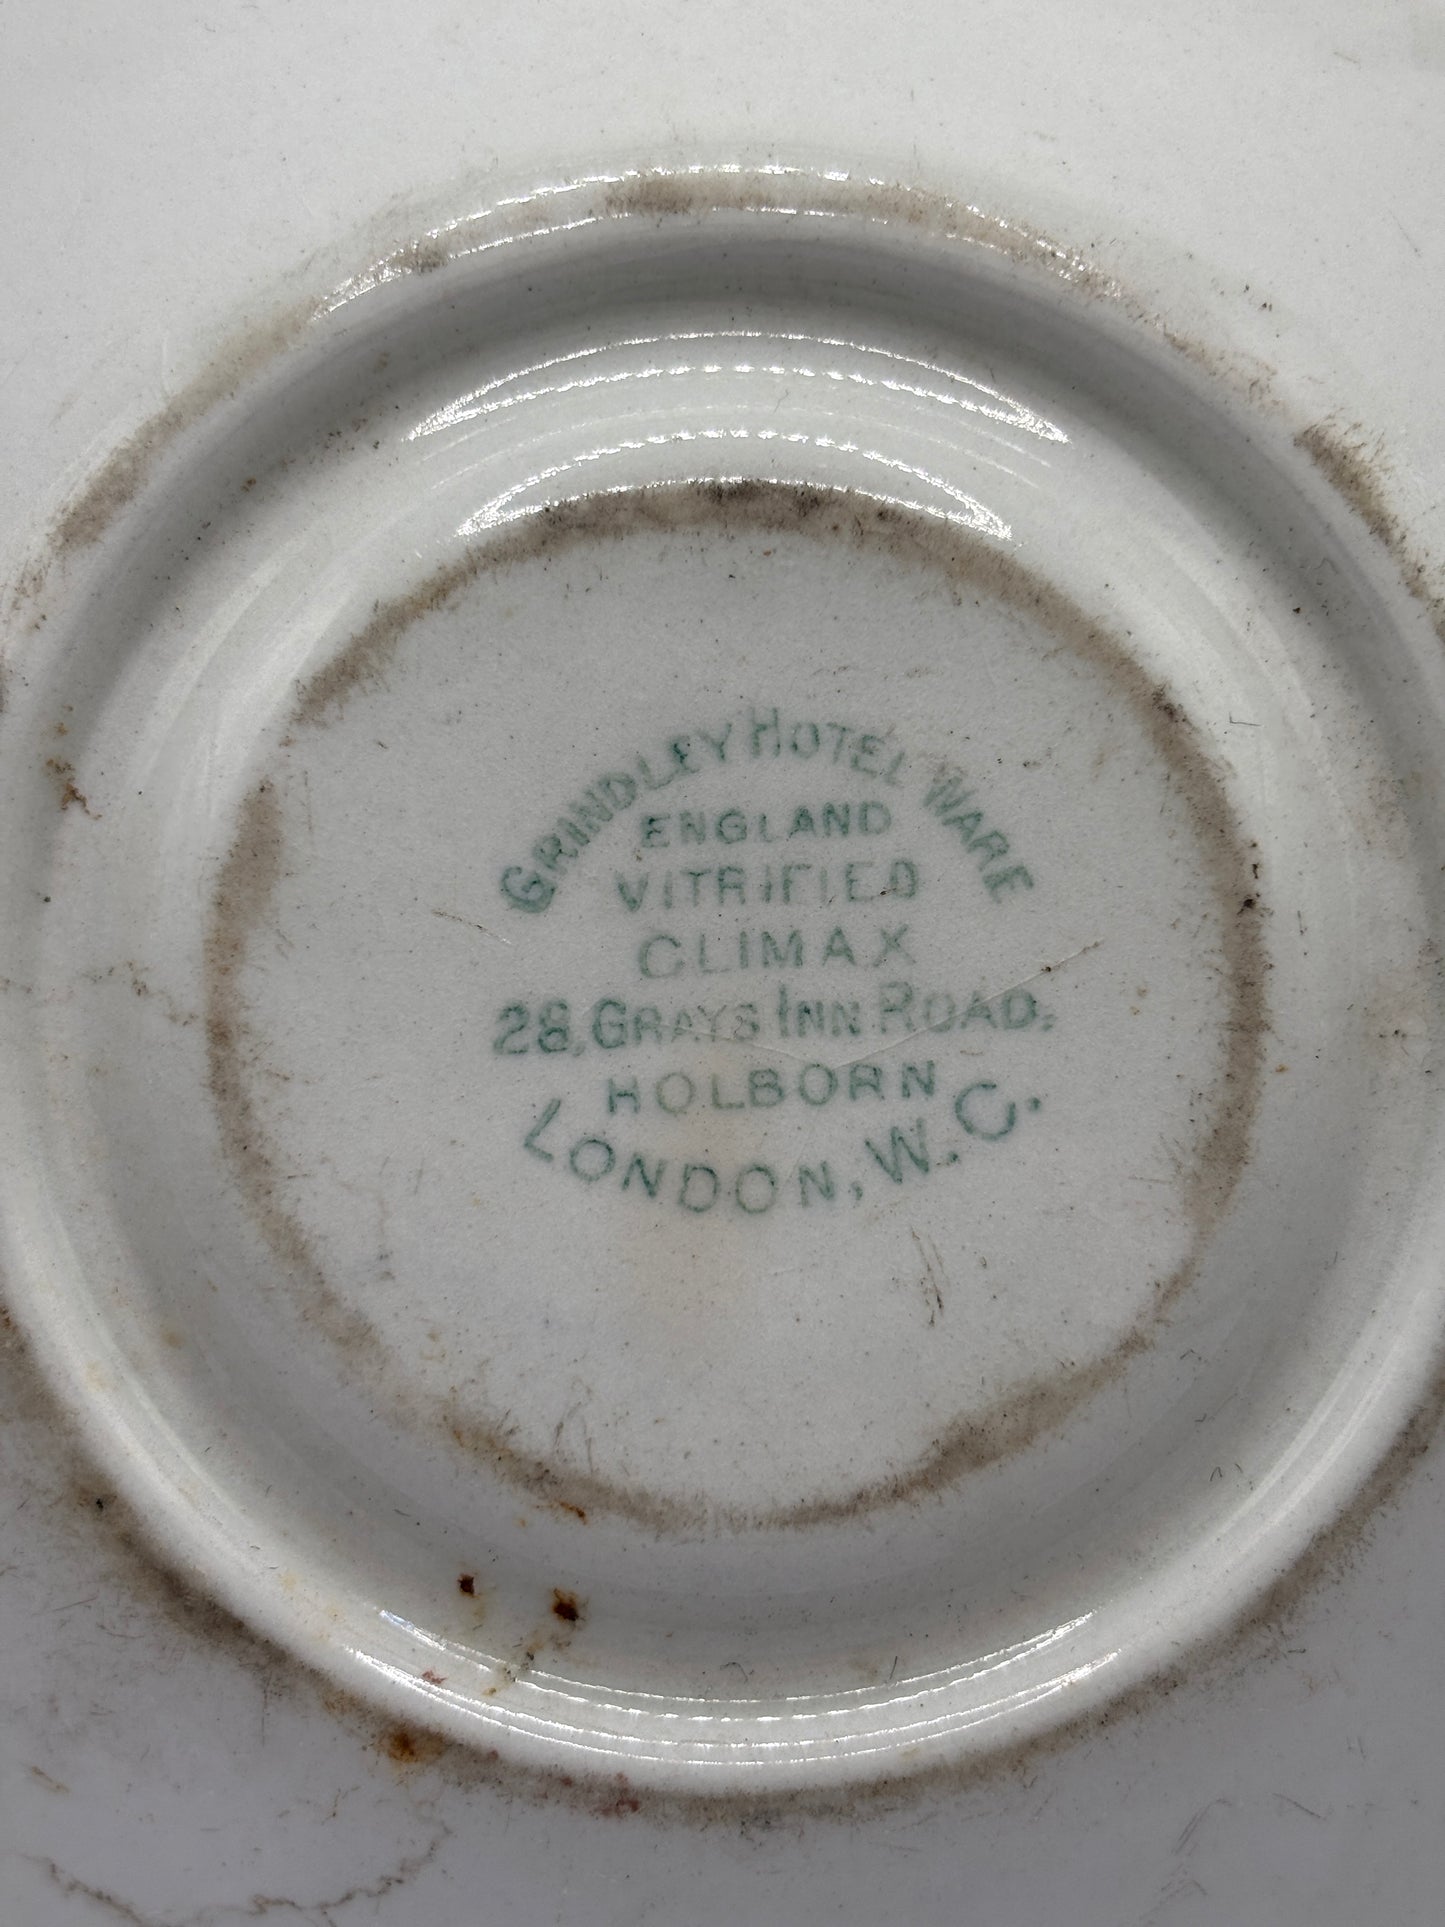 GRINDLEY HOTEL WARE
ENGLAND
VITRIFIED
CLIMAX
28, GRAYS INN ROAD,
HOLBORN
LONDON, W.C.